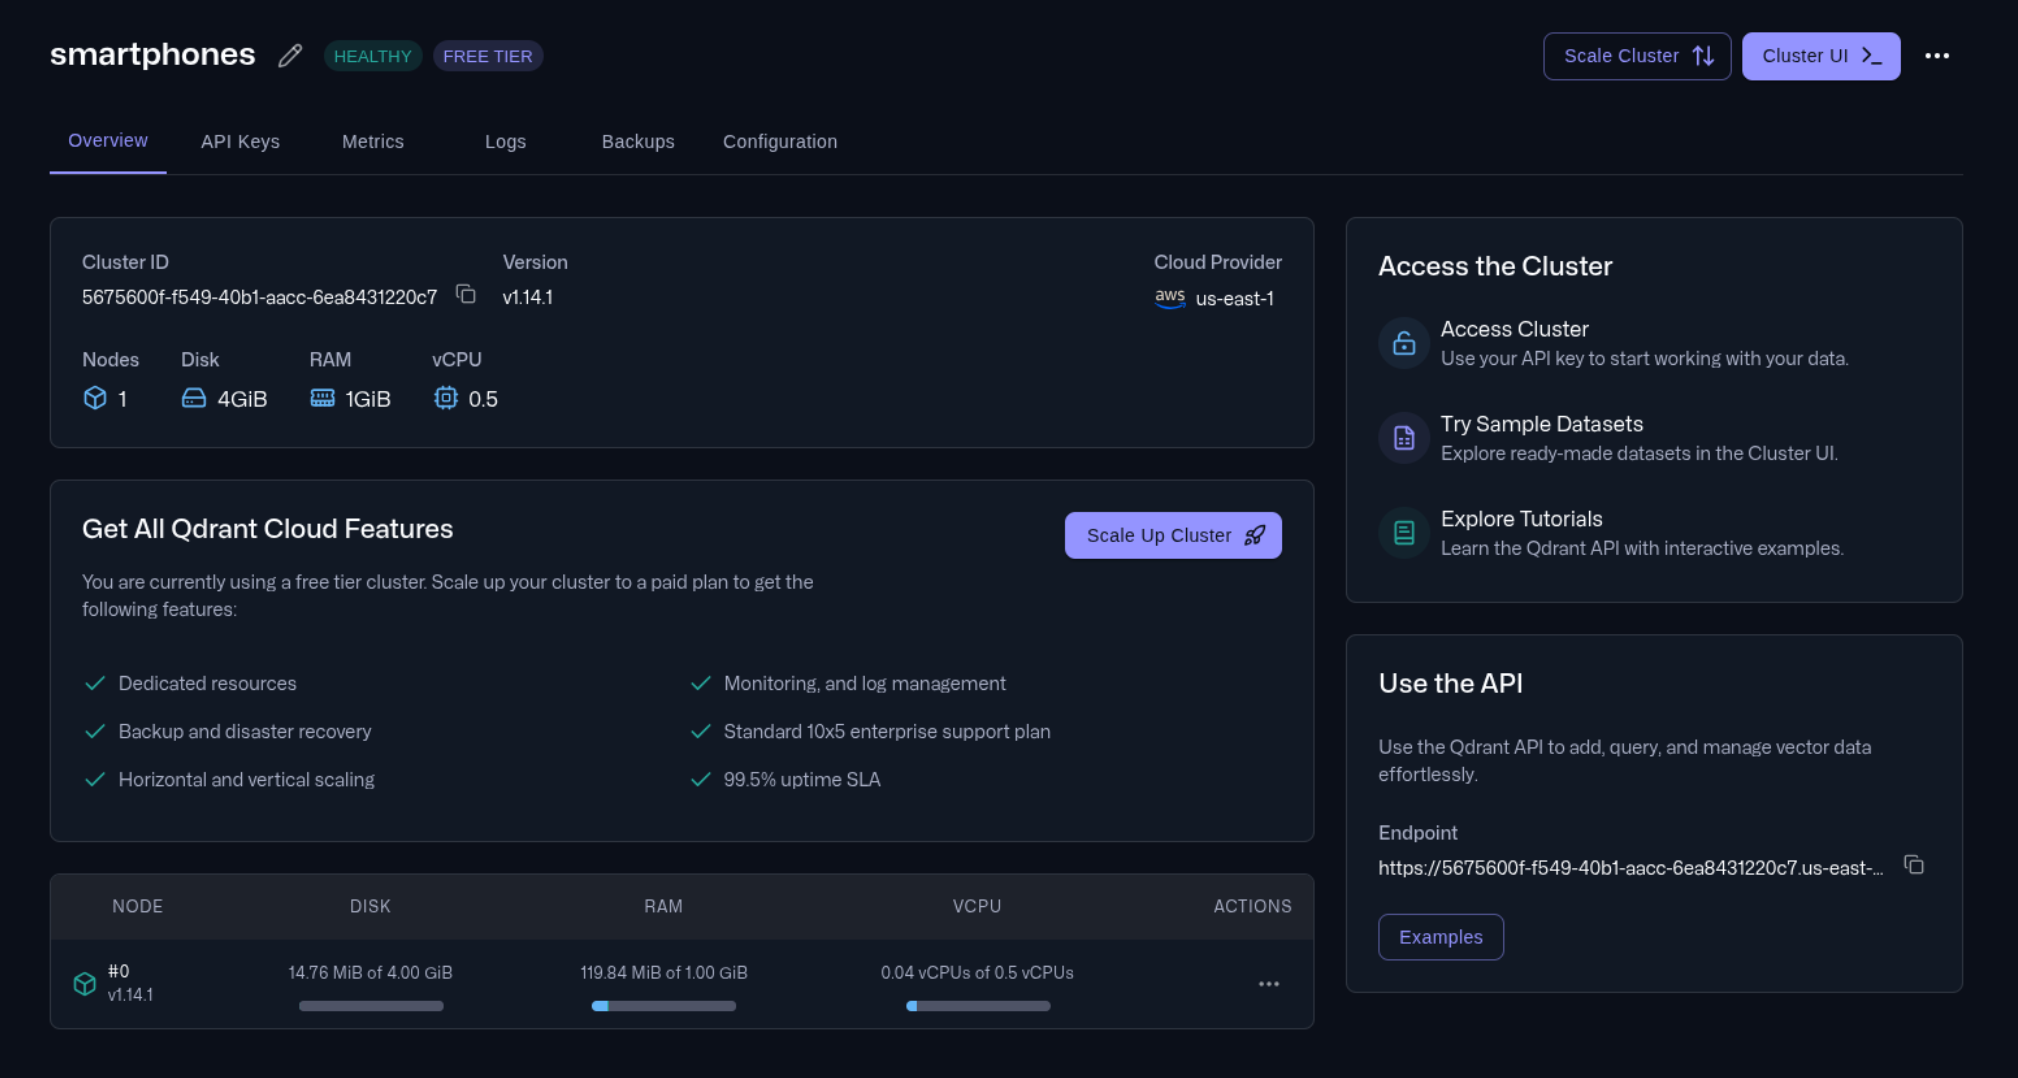 smartphones
HEALTHY
FREE TIER
Scale Cluster
Cluster UI
Overview
API Keys
Metrics
Logs
Backups
Configuration
Cluster ID
5675600f-f549-40b1-aacc-6ea8431220c7
Version
v1.14.1
Cloud Provider
aws us-east-1
Nodes
1
Disk
4GiB
RAM
1GiB
vCPU
0.5
Get All Qdrant Cloud Features
Scale Up Cluster
You are currently using a free tier cluster. Scale up your cluster to a paid plan to get the
following features:
Dedicated resources
Monitoring, and log management
Backup and disaster recovery
Standard 10x5 enterprise support plan
Horizontal and vertical scaling
99.5% uptime SLA
NODE DISK RAM VCPU ACTIONS
#0
v1.14.1
14.76 MiB of 4.00 GiB
119.84 MiB of 1.00 GiB
0.04 vCPUs of 0.5 vCPUs
Access the Cluster
Access Cluster
Use your API key to start working with your data.
Try Sample Datasets
Explore ready-made datasets in the Cluster UI.
Explore Tutorials
Learn the Qdrant API with interactive examples.
Use the API
Use the Qdrant API to add, query, and manage vector data
effortlessly.
Endpoint
https://5675600f-f549-40b1-aacc-6ea8431220c7.us-east-...
Examples